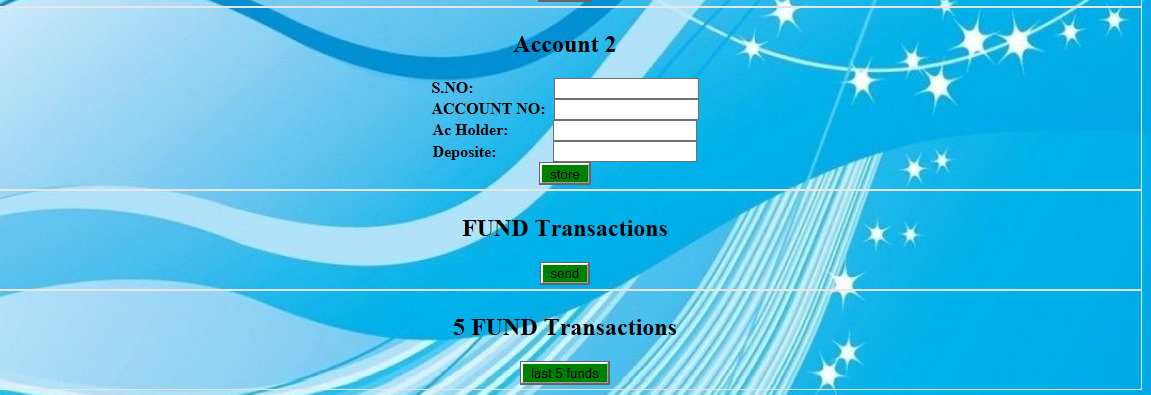 Account 2
S.NO:
ACCOUNT NO:
Ac Holder:
Deposite:
store
FUND Transactions
send
5 FUND Transactions
last 5 funds